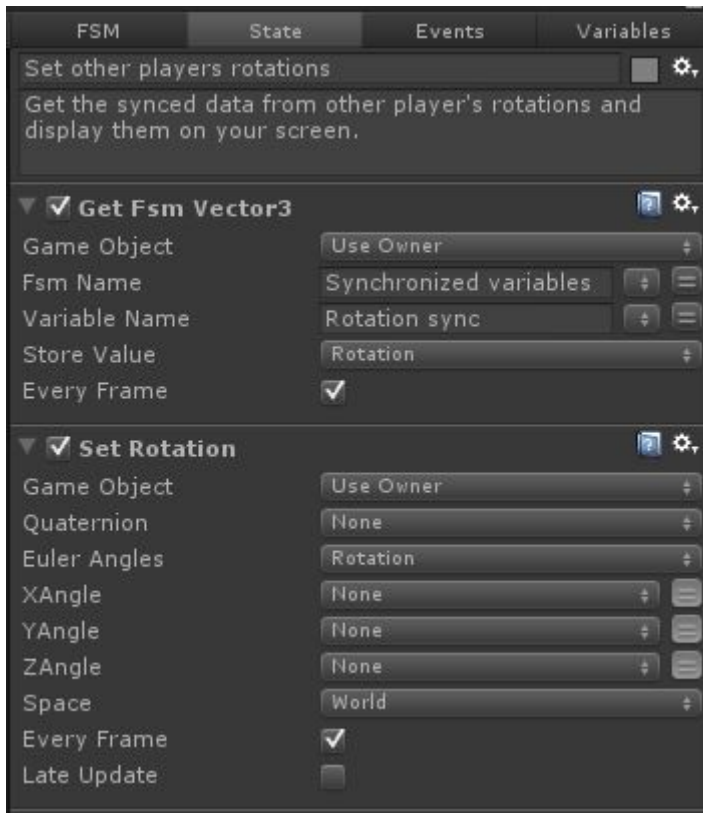 FSM State Events Variables
Set other players rotations
Get the synced data from other player's rotations and
display them on your screen.
Get Fsm Vector3
Game Object Use Owner
Fsm Name Synchronized variables
Variable Name Rotation sync
Store Value Rotation
Every Frame
Set Rotation
Game Object Use Owner
Quaternion None
Euler Angles Rotation
XAngle None
YAngle None
ZAngle None
Space World
Every Frame
Late Update